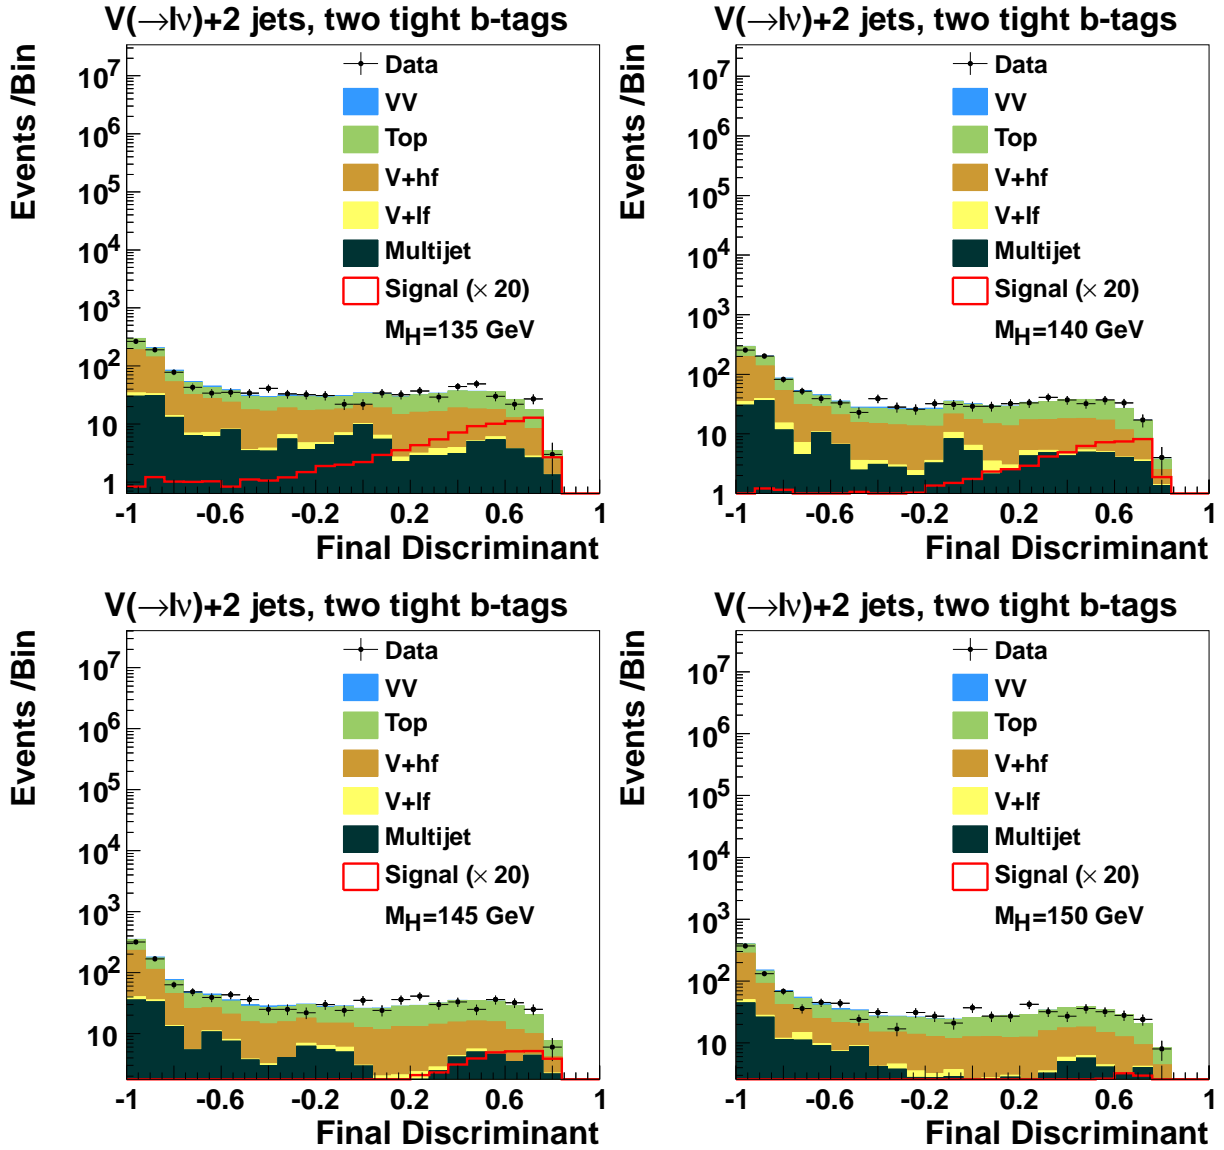 V(→lν)+2 jets, two tight b-tags
Events /Bin
10^7
10^6
10^5
10^4
10^3
10^2
10
1
Data
VV
Top
V+hf
V+lf
Multijet
Signal (× 20)
M_H=135 GeV
-1 -0.6 -0.2 0.2 0.6 1
Final Discriminant
V(→lν)+2 jets, two tight b-tags
Events /Bin
10^7
10^6
10^5
10^4
10^3
10^2
10
1
Data
VV
Top
V+hf
V+lf
Multijet
Signal (× 20)
M_H=140 GeV
-1 -0.6 -0.2 0.2 0.6 1
Final Discriminant
V(→lν)+2 jets, two tight b-tags
Events /Bin
10^7
10^6
10^5
10^4
10^3
10^2
10
Data
VV
Top
V+hf
V+lf
Multijet
Signal (× 20)
M_H=145 GeV
-1 -0.6 -0.2 0.2 0.6 1
Final Discriminant
V(→lν)+2 jets, two tight b-tags
Events /Bin
10^7
10^6
10^5
10^4
10^3
10^2
10
Data
VV
Top
V+hf
V+lf
Multijet
Signal (× 20)
M_H=150 GeV
-1 -0.6 -0.2 0.2 0.6 1
Final Discriminant